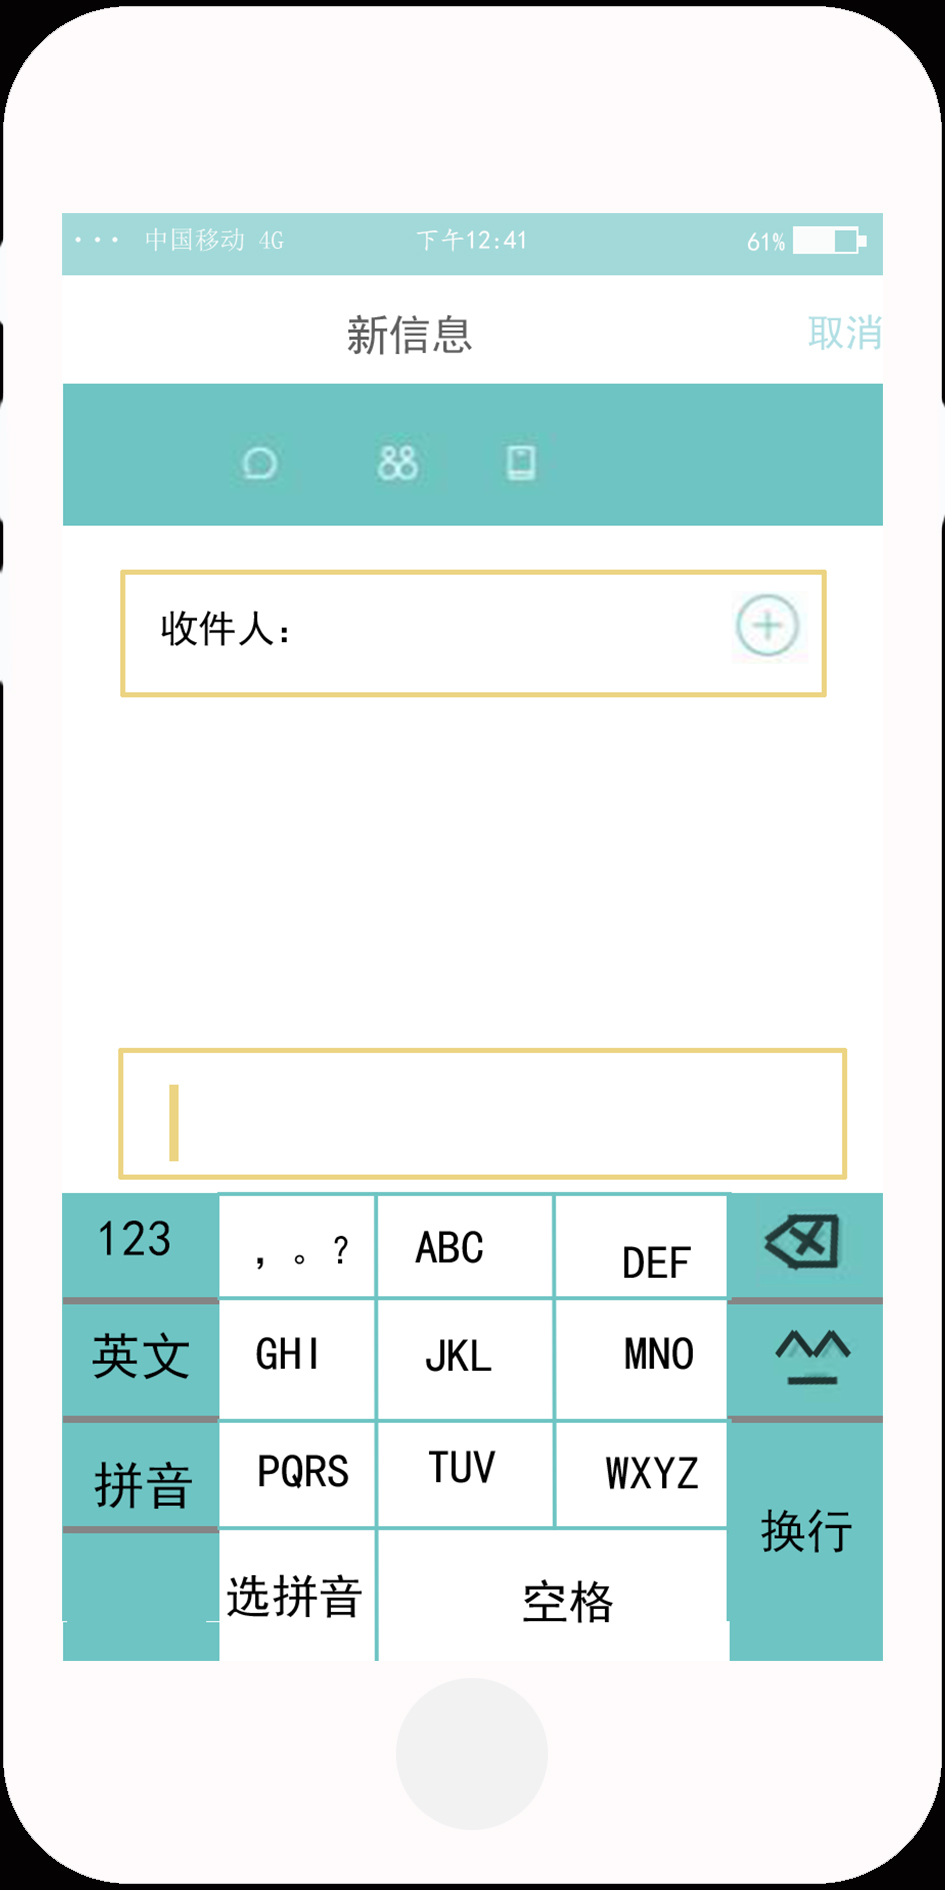 中国移动 4G 下午12:41 61%
新信息 取消
收件人：
123 ，。？ ABC DEF
英文 GHI JKL MNO
拼音 PQRS TUV WXYZ
换行
选拼音 空格